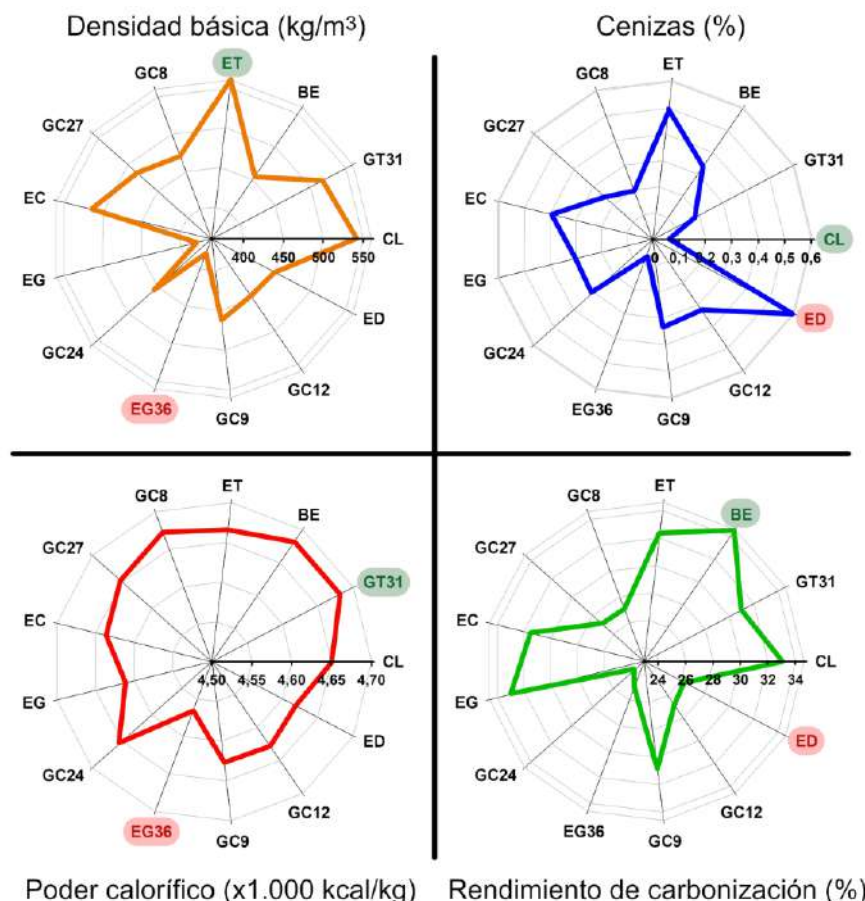 Densidad básica (kg/m³)
ET
GC8
BE
GC27
GT31
EC
CL
400 450 500 550
EG
ED
GC24
GC12
EG36
GC9
Cenizas (%)
ET
GC8
BE
GC27
GT31
EC
CL
0 0,1 0,2 0,3 0,4 0,5 0,6
EG
ED
GC24
GC12
EG36
GC9
ET
GC8
BE
GC27
GT31
EC
CL
4,50 4,55 4,60 4,65 4,70
EG
ED
GC24
GC12
EG36
GC9
Poder calorífico (x1.000 kcal/kg)
ET
GC8
BE
GC27
GT31
EC
CL
24 26 28 30 32 34
EG
ED
GC24
GC12
EG36
GC9
Rendimiento de carbonización (%)